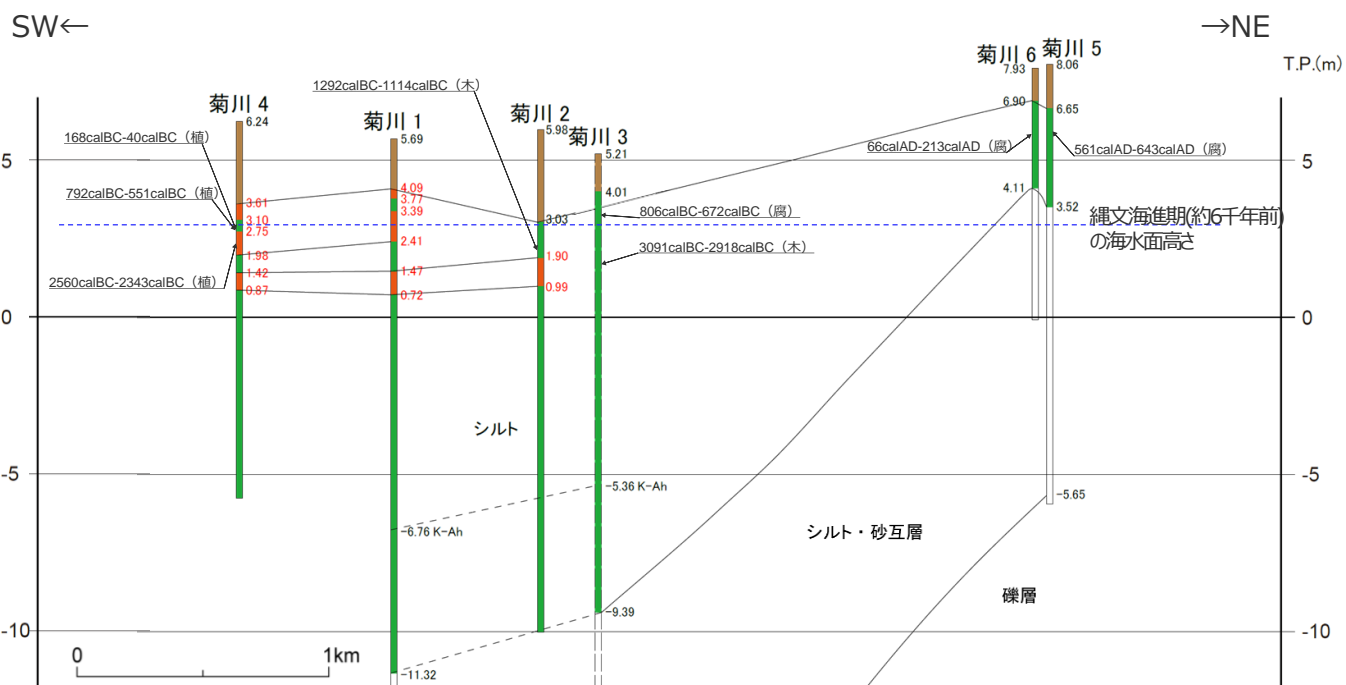 SW←
→NE
T.P.(m)
菊川 4
6.24
菊川 1
5.69
菊川 2
5.98
菊川 3
5.21
菊川 6
7.93
菊川 5
8.06
1292calBC-1114calBC（木）
168calBC-40calBC（植）
792calBC-551calBC（植）
2560calBC-2343calBC（植）
3.61
3.10
2.75
1.98
1.42
0.87
4.09
3.77
3.39
2.41
1.47
0.72
3.03
1.90
0.99
4.01
806calBC-672calBC（腐）
3091calBC-2918calBC（木）
6.90
66calAD-213calAD（腐）
4.11
6.65
561calAD-643calAD（腐）
3.52
縄文海進期(約6千年前)
の海水面高さ
5
5
0
0
-5
-5
-10
-10
シルト
-6.76 K-Ah
-5.36 K-Ah
シルト・砂互層
-5.65
礫層
-9.39
-11.32
0
1km